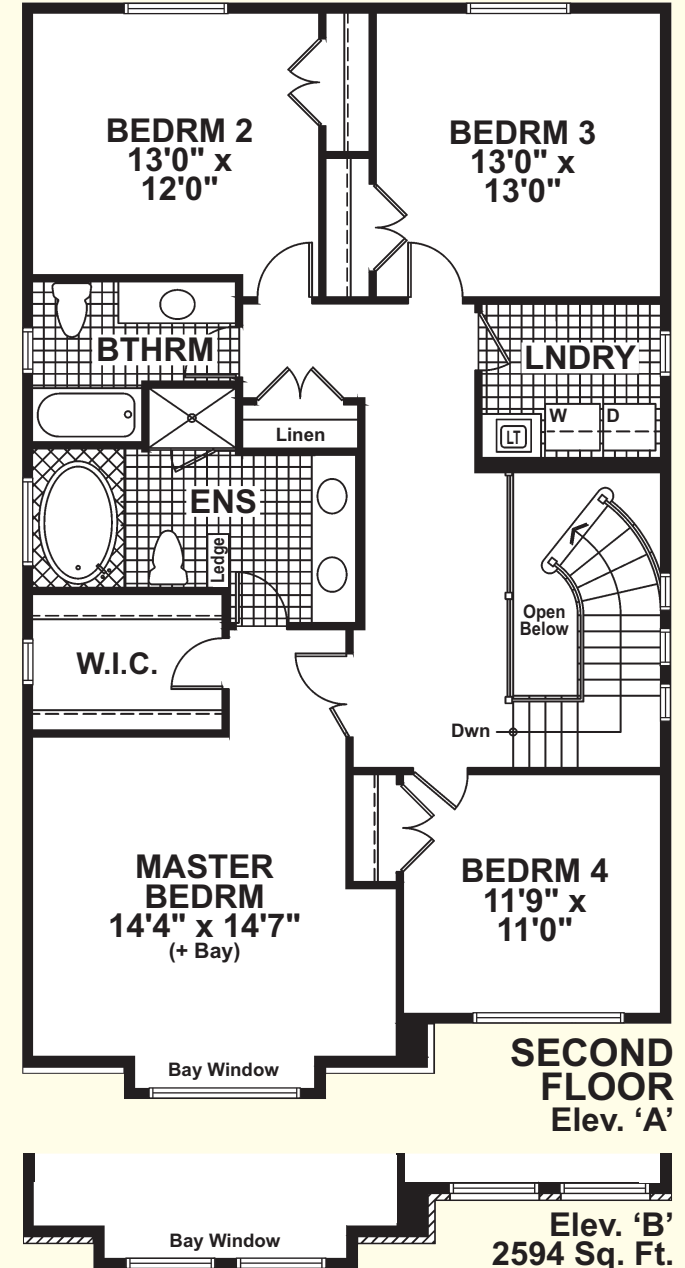 BEDRM 2
13'0" x
12'0"
BEDRM 3
13'0" x
13'0"
BTHRM
LNDRY
W
D
LT
Linen
ENS
Ledge
Open
Below
W.I.C.
Dwn
MASTER
BEDRM
14'4" x 14'7"
(+ Bay)
BEDRM 4
11'9" x
11'0"
Bay Window
SECOND
FLOOR
Elev. ‘A’
Bay Window
Elev. ‘B’
2594 Sq. Ft.